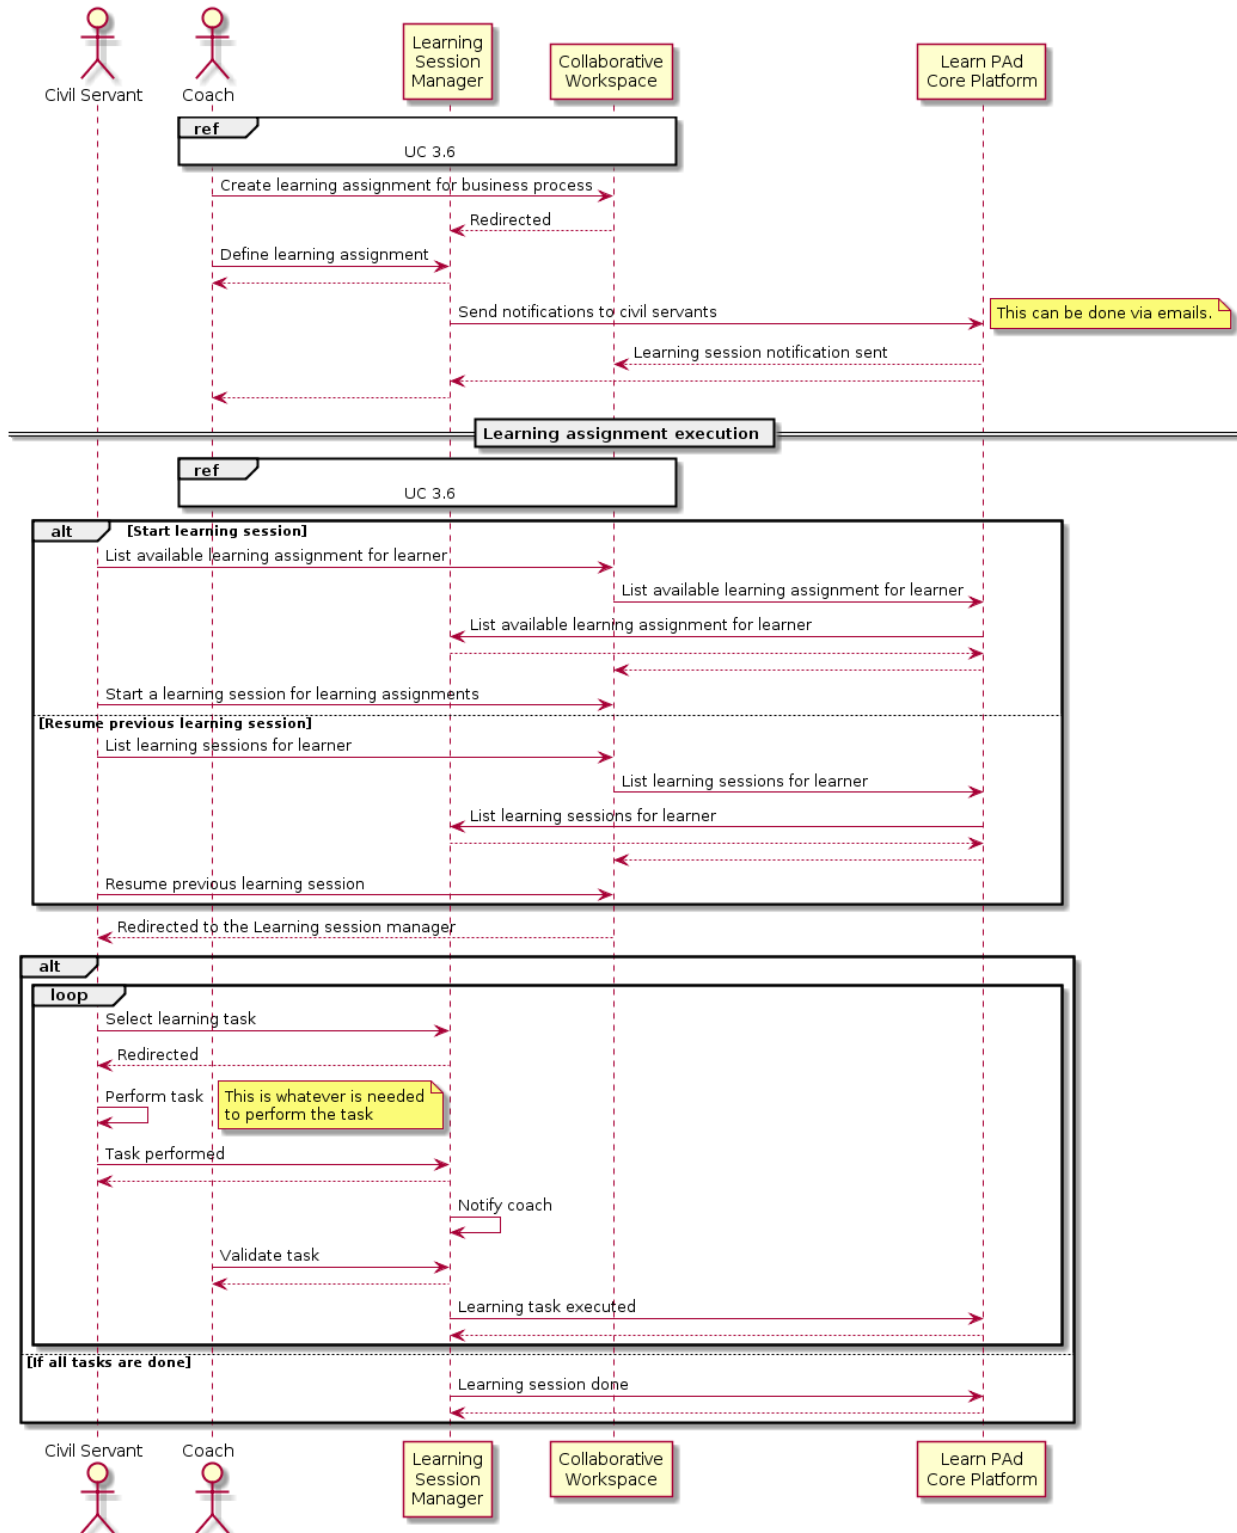 Civil Servant
Coach
Learning
Session
Manager
Collaborative
Workspace
Learn PAd
Core Platform
ref
UC 3.6
Create learning assignment for business process
Redirected
Define learning assignment
Send notifications to civil servants
This can be done via emails.
Learning session notification sent
Learning assignment execution
ref
UC 3.6
alt
[Start learning session]
List available learning assignment for learner
List available learning assignment for learner
List available learning assignment for learner
Start a learning session for learning assignments
[Resume previous learning session]
List learning sessions for learner
List learning sessions for learner
List learning sessions for learner
Resume previous learning session
Redirected to the Learning session manager
alt
loop
Select learning task
Redirected
Perform task
This is whatever is needed
to perform the task
Task performed
Notify coach
Validate task
Learning task executed
[If all tasks are done]
Learning session done
Civil Servant
Coach
Learning
Session
Manager
Collaborative
Workspace
Learn PAd
Core Platform